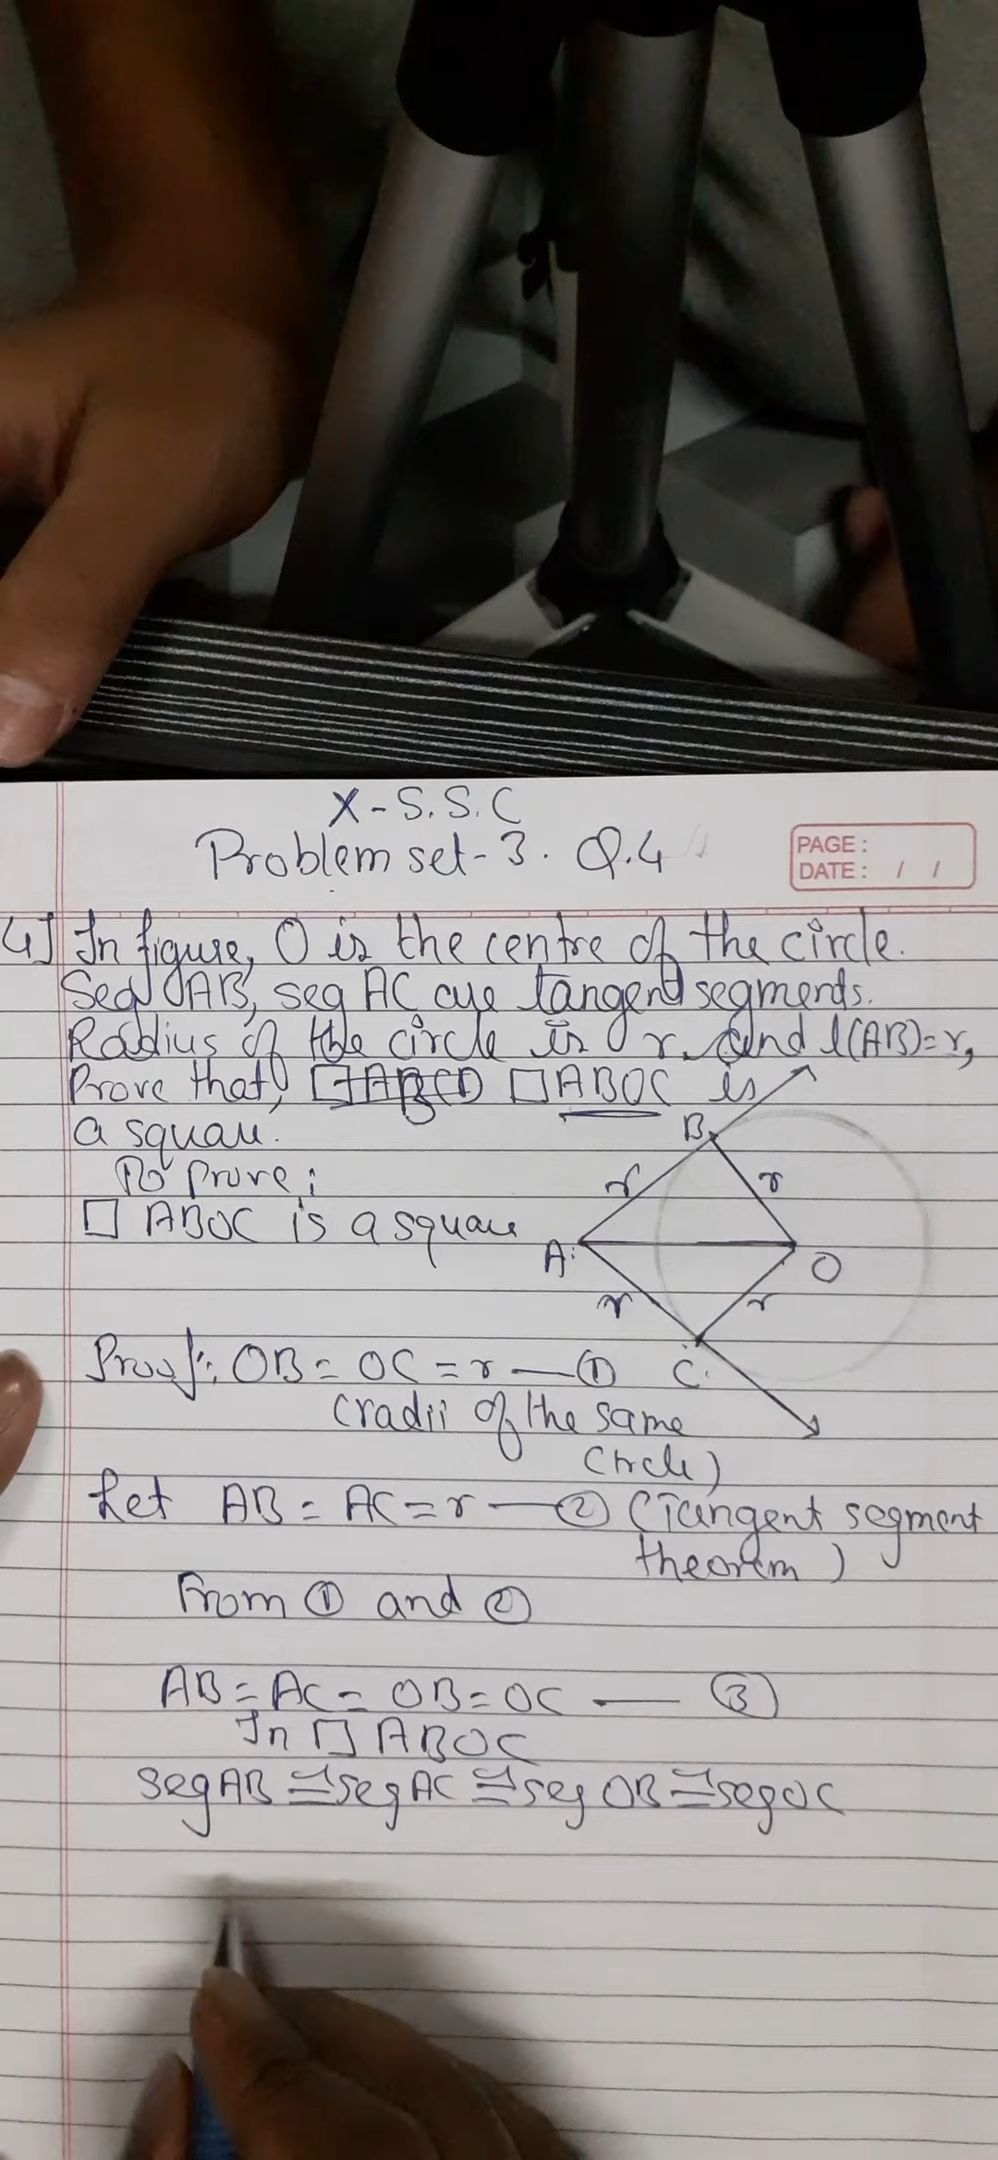 X - S.S.C
Problem set - 3. Q.4
PAGE :
DATE : / /
4] In figure, O is the centre of the circle.
Seg AB, seg AC are tangent segments.
Radius of the circle is r. and l(AB)=r,
Prove that, □ABCD □ABOC is
a square.
To prove:
□ ABOC is a square
B
r
r
A
O
r
r
C
Proof: OB = OC = r — ①
(radii of the same
circle)
Let AB = AC = r — ② (Tangent segment
theorem)
From ① and ②
AB = AC = OB = OC — ③
In □ ABOC
seg AB ≅ seg AC ≅ seg OB ≅ seg OC